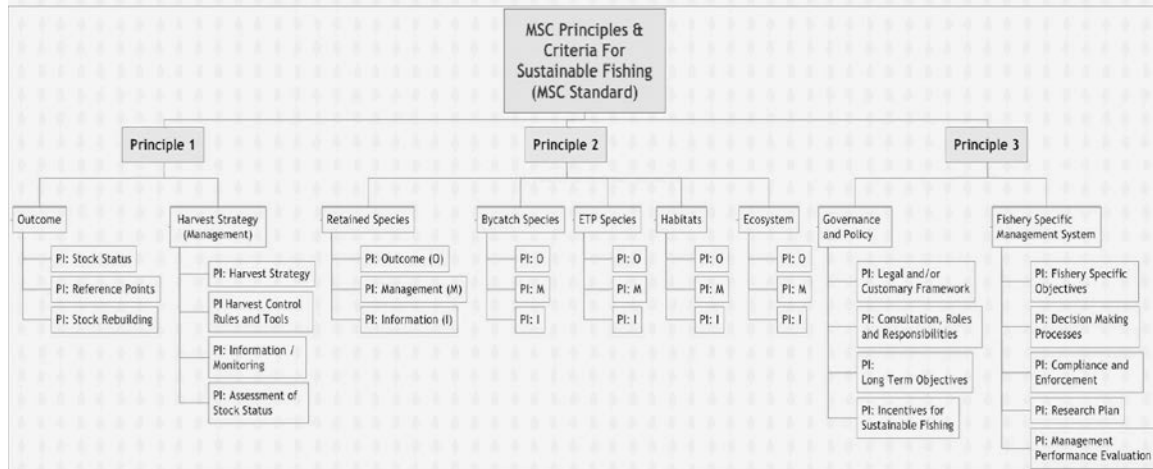 MSC Principles &
Criteria For
Sustainable Fishing
(MSC Standard)
Principle 1
Principle 2
Principle 3
Outcome
Harvest Strategy
(Management)
Retained Species
Bycatch Species
ETP Species
Habitats
Ecosystem
Governance
and Policy
Fishery Specific
Management System
PI: Stock Status
PI: Reference Points
PI: Stock Rebuilding
PI: Harvest Strategy
PI Harvest Control
Rules and Tools
PI: Information /
Monitoring
PI: Assessment of
Stock Status
PI: Outcome (O)
PI: Management (M)
PI: Information (I)
PI: O
PI: M
PI: I
PI: O
PI: M
PI: I
PI: O
PI: M
PI: I
PI: O
PI: M
PI: I
PI: Legal and/or
Customary Framework
PI: Consultation, Roles
and Responsibilities
PI:
Long Term Objectives
PI: Incentives for
Sustainable Fishing
PI: Fishery Specific
Objectives
PI: Decision Making
Processes
PI: Compliance and
Enforcement
PI: Research Plan
PI: Management
Performance Evaluation